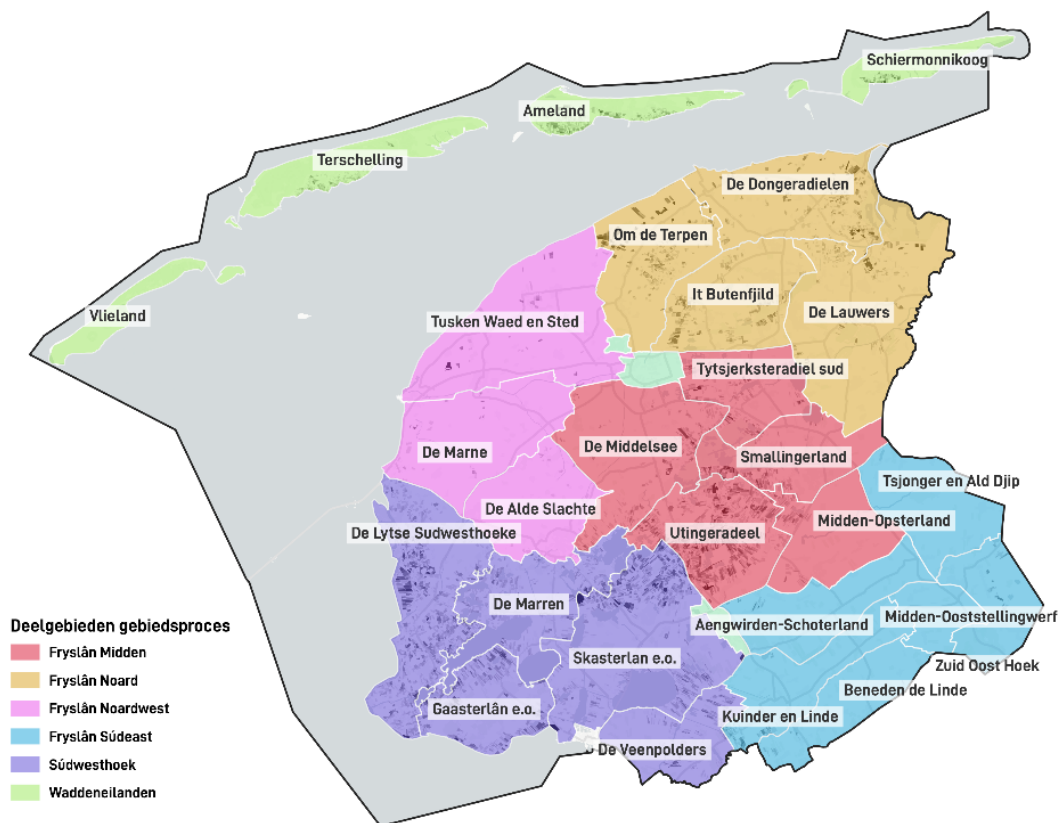 Schiermonnikoog
Ameland
Terschelling
De Dongeradielen
Om de Terpen
It Butenfjild
De Lauwers
Vlieland
Tusken Waed en Sted
Tytsjerksteradiel sud
De Middelsee
De Marne
Smallingerland
Tsjonger en Ald Djip
De Alde Slachte
Midden-Opsterland
De Lytse Sudwesthoeke
Utingeradeel
De Marren
Aengwirden-Schoterland
Midden-Ooststellingwerf
Skasterlan e.o.
Zuid Oost Hoek
Beneden de Linde
Gaasterlân e.o.
Kuinder en Linde
De Veenpolders
Deelgebieden gebiedsproces
Fryslân Midden
Fryslân Noard
Fryslân Noardwest
Fryslân Súdeast
Súdwesthoek
Waddeneilanden